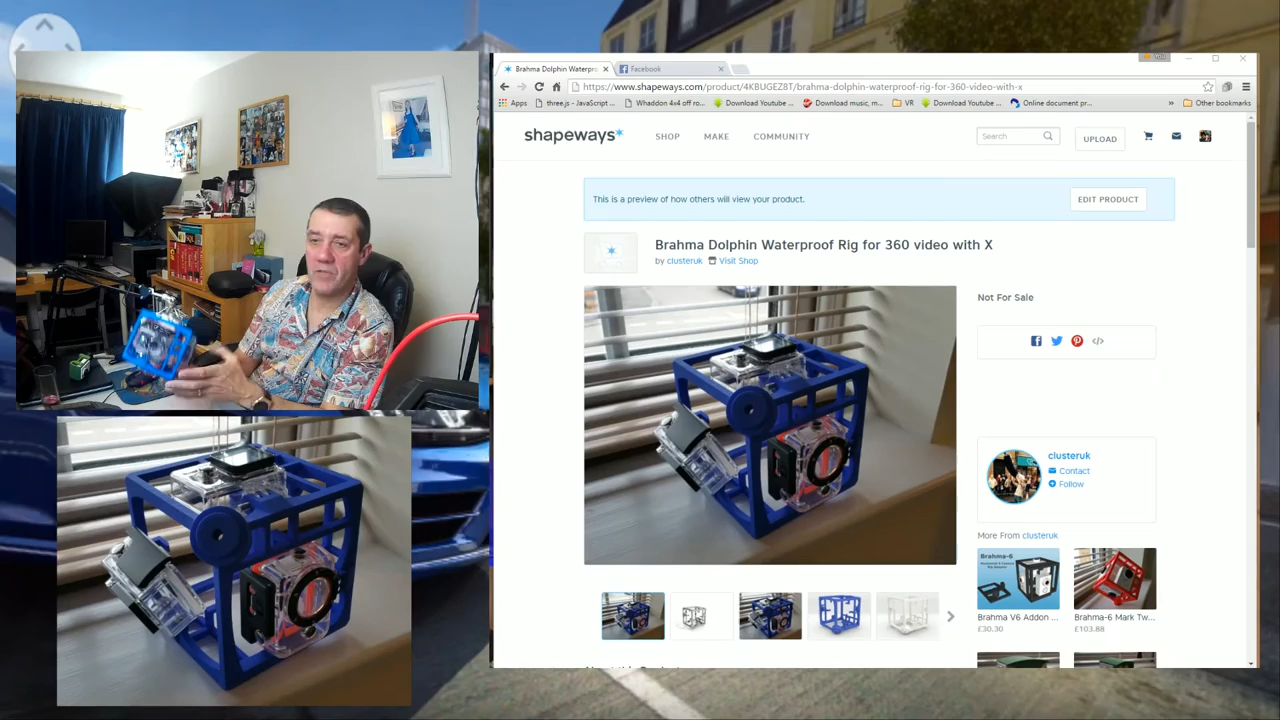 Brahma Dolphin Waterpro
Facebook
https://www.shapeways.com/product/4KBUGEZ8T/brahma-dolphin-waterproof-rig-for-360-video-with-x
Apps three.js - JavaScript ... Whaddon 4x4 off ro... Download Youtube ... Download music, m... VR Download Youtube ... Online document pr... » Other bookmarks
shapeways* SHOP MAKE COMMUNITY Search UPLOAD
This is a preview of how others will view your product. EDIT PRODUCT
Brahma Dolphin Waterproof Rig for 360 video with X
by clusteruk Visit Shop
Not For Sale
clusteruk
Contact
Follow
More From clusteruk
Brahma-6
Brahma V6 Addon ... Brahma-6 Mark Tw...
£30.30 £103.88